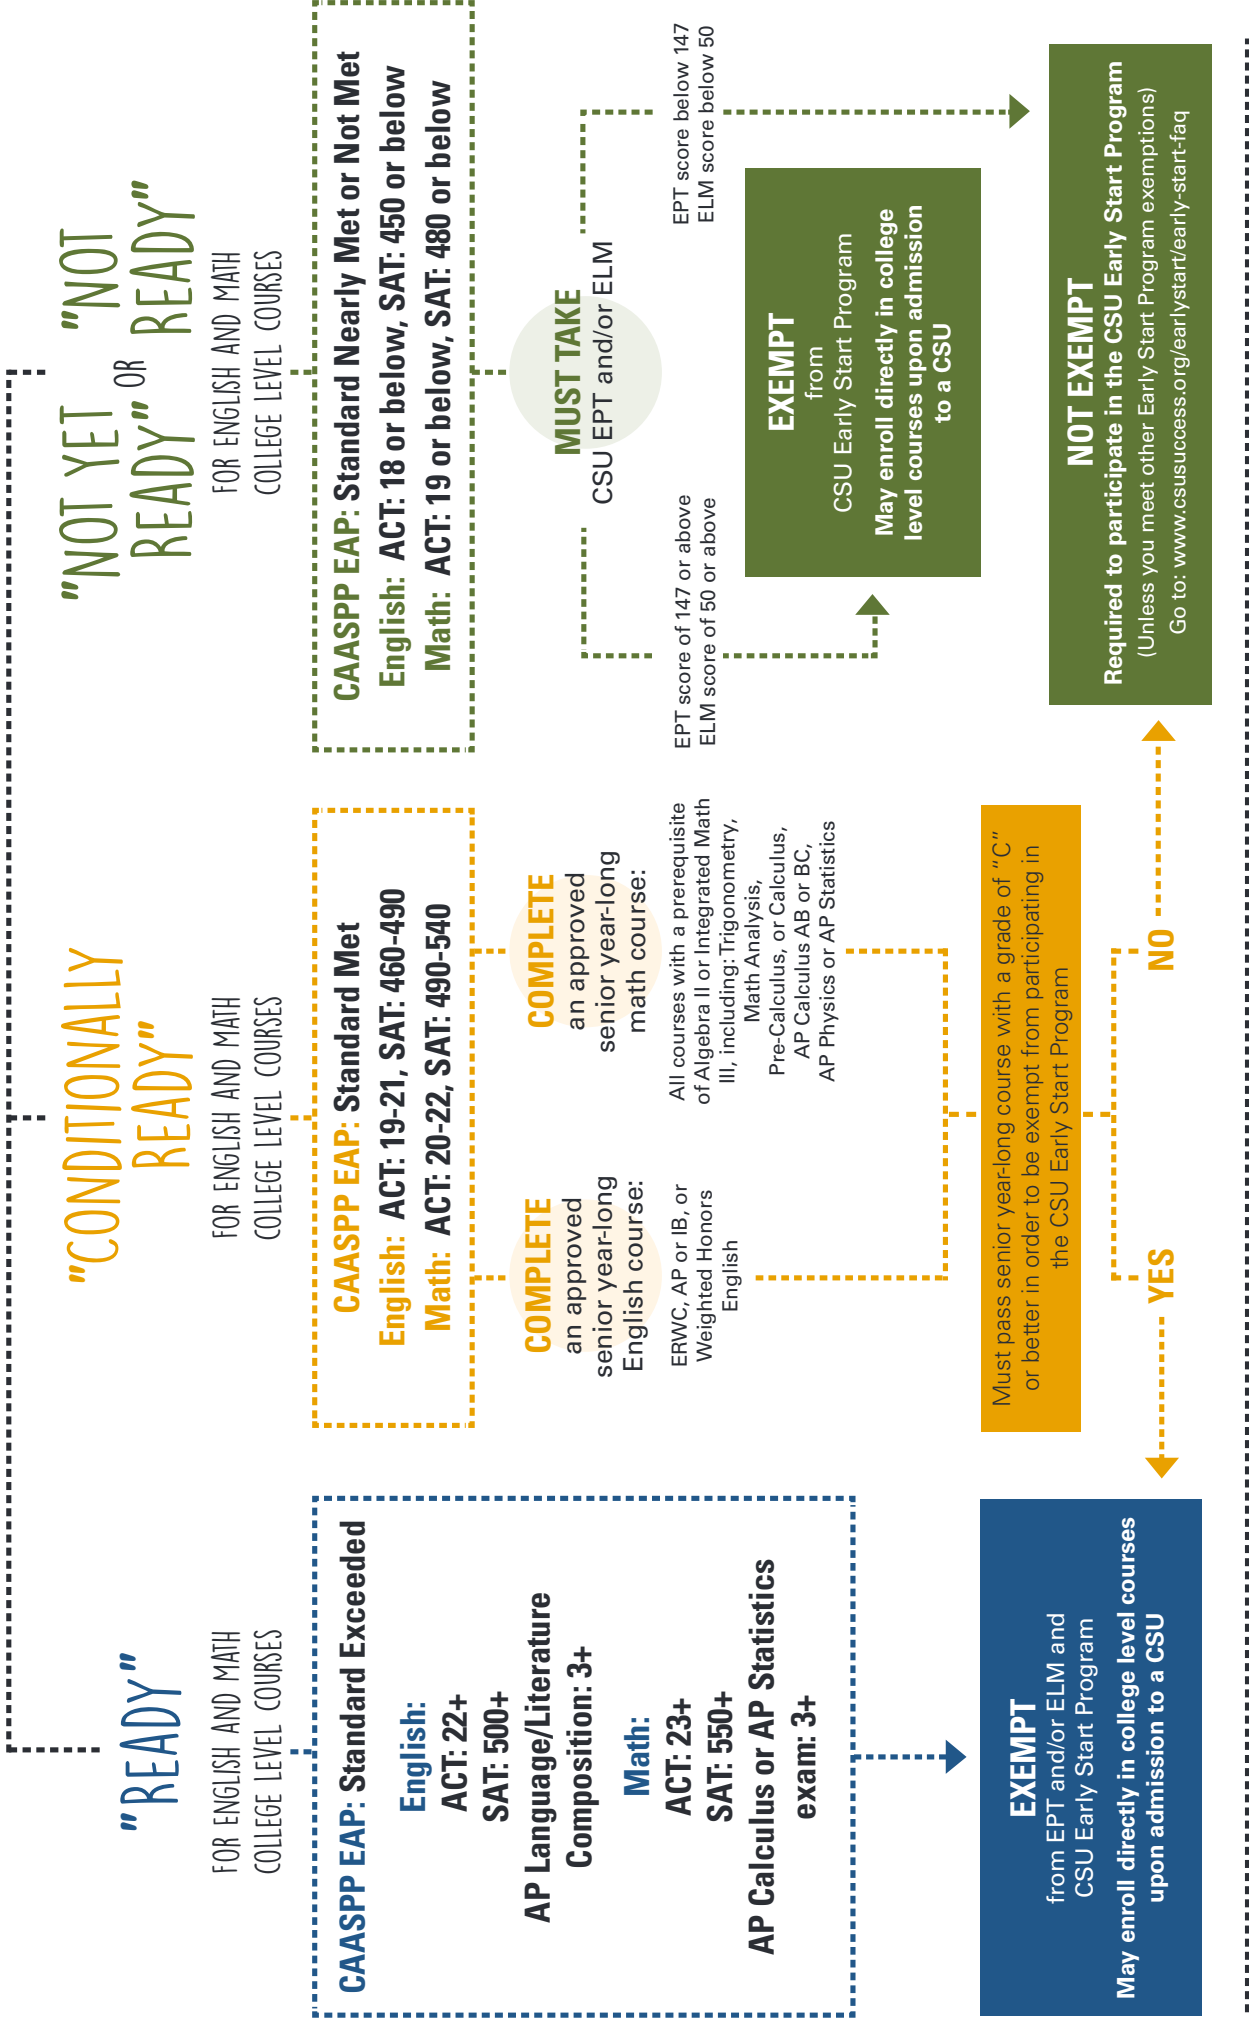 "READY"
FOR ENGLISH AND MATH
COLLEGE LEVEL COURSES
CAASPP EAP: Standard Exceeded
English:
ACT: 22+
SAT: 500+
AP Language/Literature
Composition: 3+
Math:
ACT: 23+
SAT: 550+
AP Calculus or AP Statistics
exam: 3+
EXEMPT
from EPT and/or ELM and
CSU Early Start Program
May enroll directly in college level courses
upon admission to a CSU
"CONDITIONALLY
READY"
FOR ENGLISH AND MATH
COLLEGE LEVEL COURSES
CAASPP EAP: Standard Met
English: ACT: 19-21, SAT: 460-490
Math: ACT: 20-22, SAT: 490-540
COMPLETE
an approved
senior year-long
English course:
ERWC, AP or IB, or
Weighted Honors
English
COMPLETE
an approved
senior year-long
math course:
All courses with a prerequisite
of Algebra II or Integrated Math
III, including: Trigonometry,
Math Analysis,
Pre-Calculus, or Calculus,
AP Calculus AB or BC,
AP Physics or AP Statistics
Must pass senior year-long course with a grade of “C”
or better in order to be exempt from participating in
the CSU Early Start Program
YES
NO
"NOT YET
READY" OR
"NOT
READY"
FOR ENGLISH AND MATH
COLLEGE LEVEL COURSES
CAASPP EAP: Standard Nearly Met or Not Met
English: ACT: 18 or below, SAT: 450 or below
Math: ACT: 19 or below, SAT: 480 or below
MUST TAKE
CSU EPT and/or ELM
EPT score of 147 or above
ELM score of 50 or above
EPT score below 147
ELM score below 50
EXEMPT
from
CSU Early Start Program
May enroll directly in college
level courses upon admission
to a CSU
NOT EXEMPT
Required to participate in the CSU Early Start Program
(Unless you meet other Early Start Program exemptions)
Go to: www.csusuccess.org/earlystart/early-start-faq